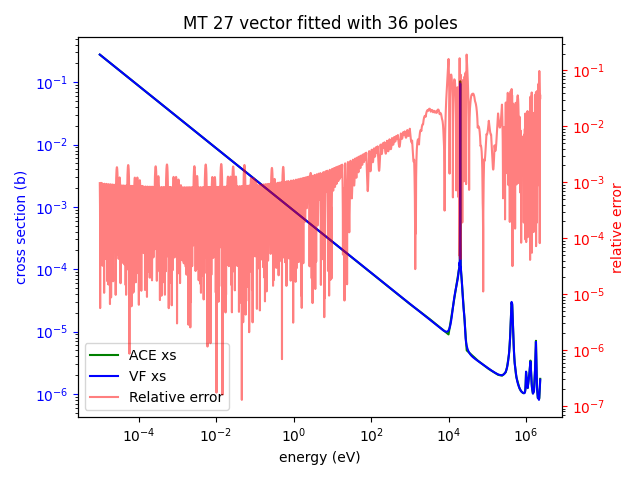 MT 27 vector fitted with 36 poles
cross section (b)
10⁻¹
10⁻²
10⁻³
10⁻⁴
10⁻⁵
10⁻⁶
ACE xs
VF xs
Relative error
10⁻⁴
10⁻²
10⁰
10²
10⁴
10⁶
energy (eV)
10⁻¹
10⁻²
10⁻³
10⁻⁴
10⁻⁵
10⁻⁶
10⁻⁷
relative error